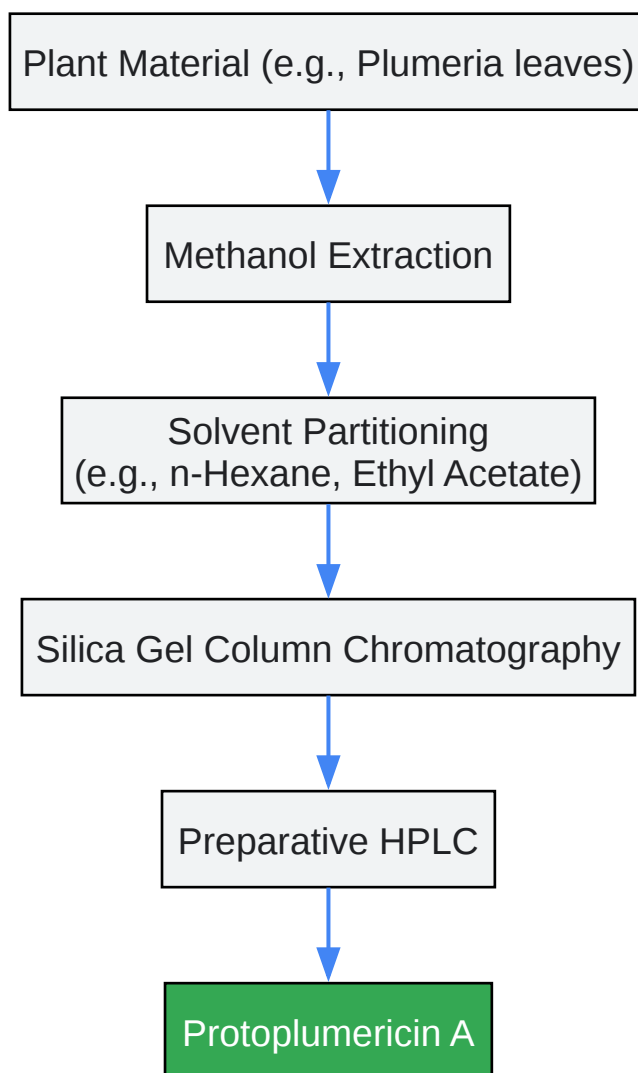 Plant Material (e.g., Plumeria leaves)
Methanol Extraction
Solvent Partitioning
(e.g., n-Hexane, Ethyl Acetate)
Silica Gel Column Chromatography
Preparative HPLC
Protoplumericin A